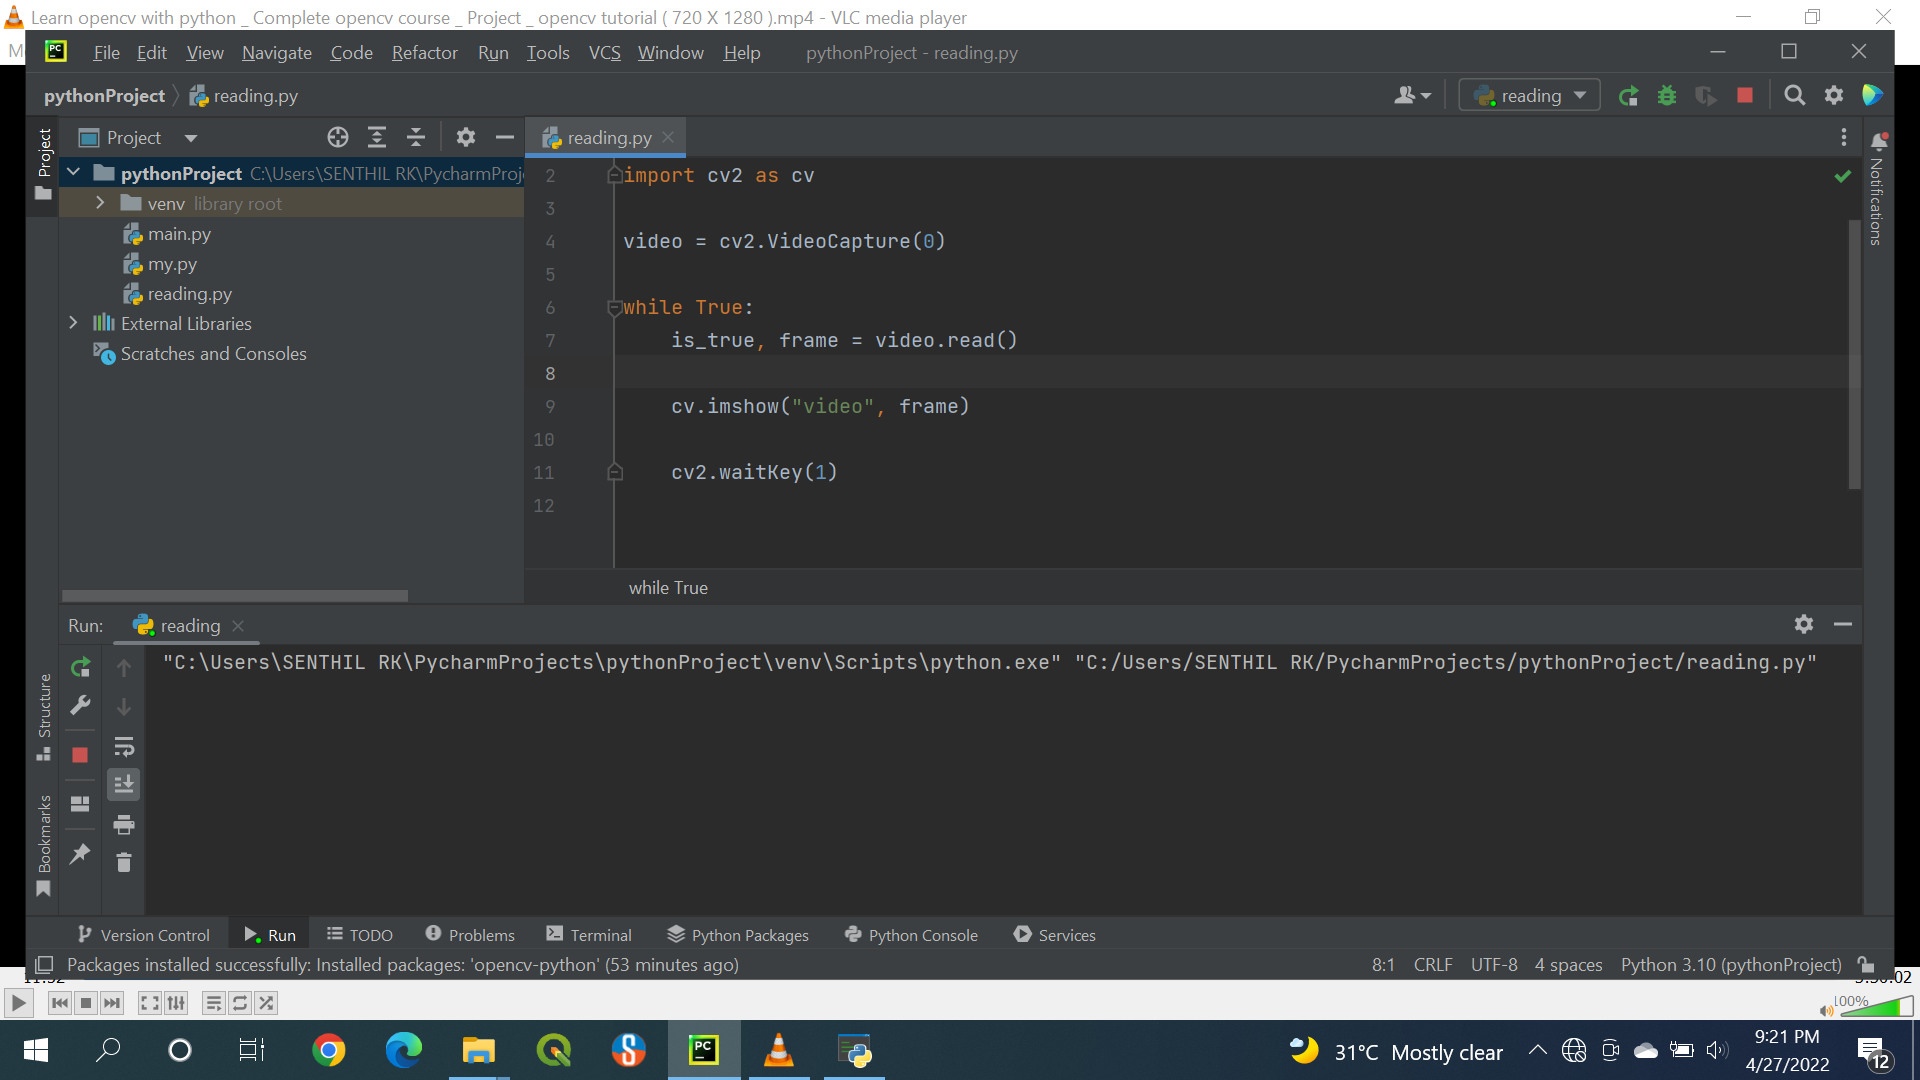 Learn opencv with python _ Complete opencv course _ Project _ opencv tutorial ( 720 X 1280 ).mp4 - VLC media player
File Edit View Navigate Code Refactor Run Tools VCS Window Help pythonProject - reading.py
pythonProject reading.py
reading
Project
Project
reading.py
Notifications
pythonProject C:\Users\SENTHIL RK\PycharmProj
venv library root
main.py
my.py
reading.py
External Libraries
Scratches and Consoles
2 import cv2 as cv
3
4 video = cv2.VideoCapture(0)
5
6 while True:
7 is_true, frame = video.read()
8
9 cv.imshow("video", frame)
10
11 cv2.waitKey(1)
12
while True
Run: reading
"C:\Users\SENTHIL RK\PycharmProjects\pythonProject\venv\Scripts\python.exe" "C:/Users/SENTHIL RK/PycharmProjects/pythonProject/reading.py"
Structure
Bookmarks
Version Control Run TODO Problems Terminal Python Packages Python Console Services
Packages installed successfully: Installed packages: 'opencv-python' (53 minutes ago)
8:1 CRLF UTF-8 4 spaces Python 3.10 (pythonProject)
100%
31°C Mostly clear
9:21 PM
4/27/2022
12